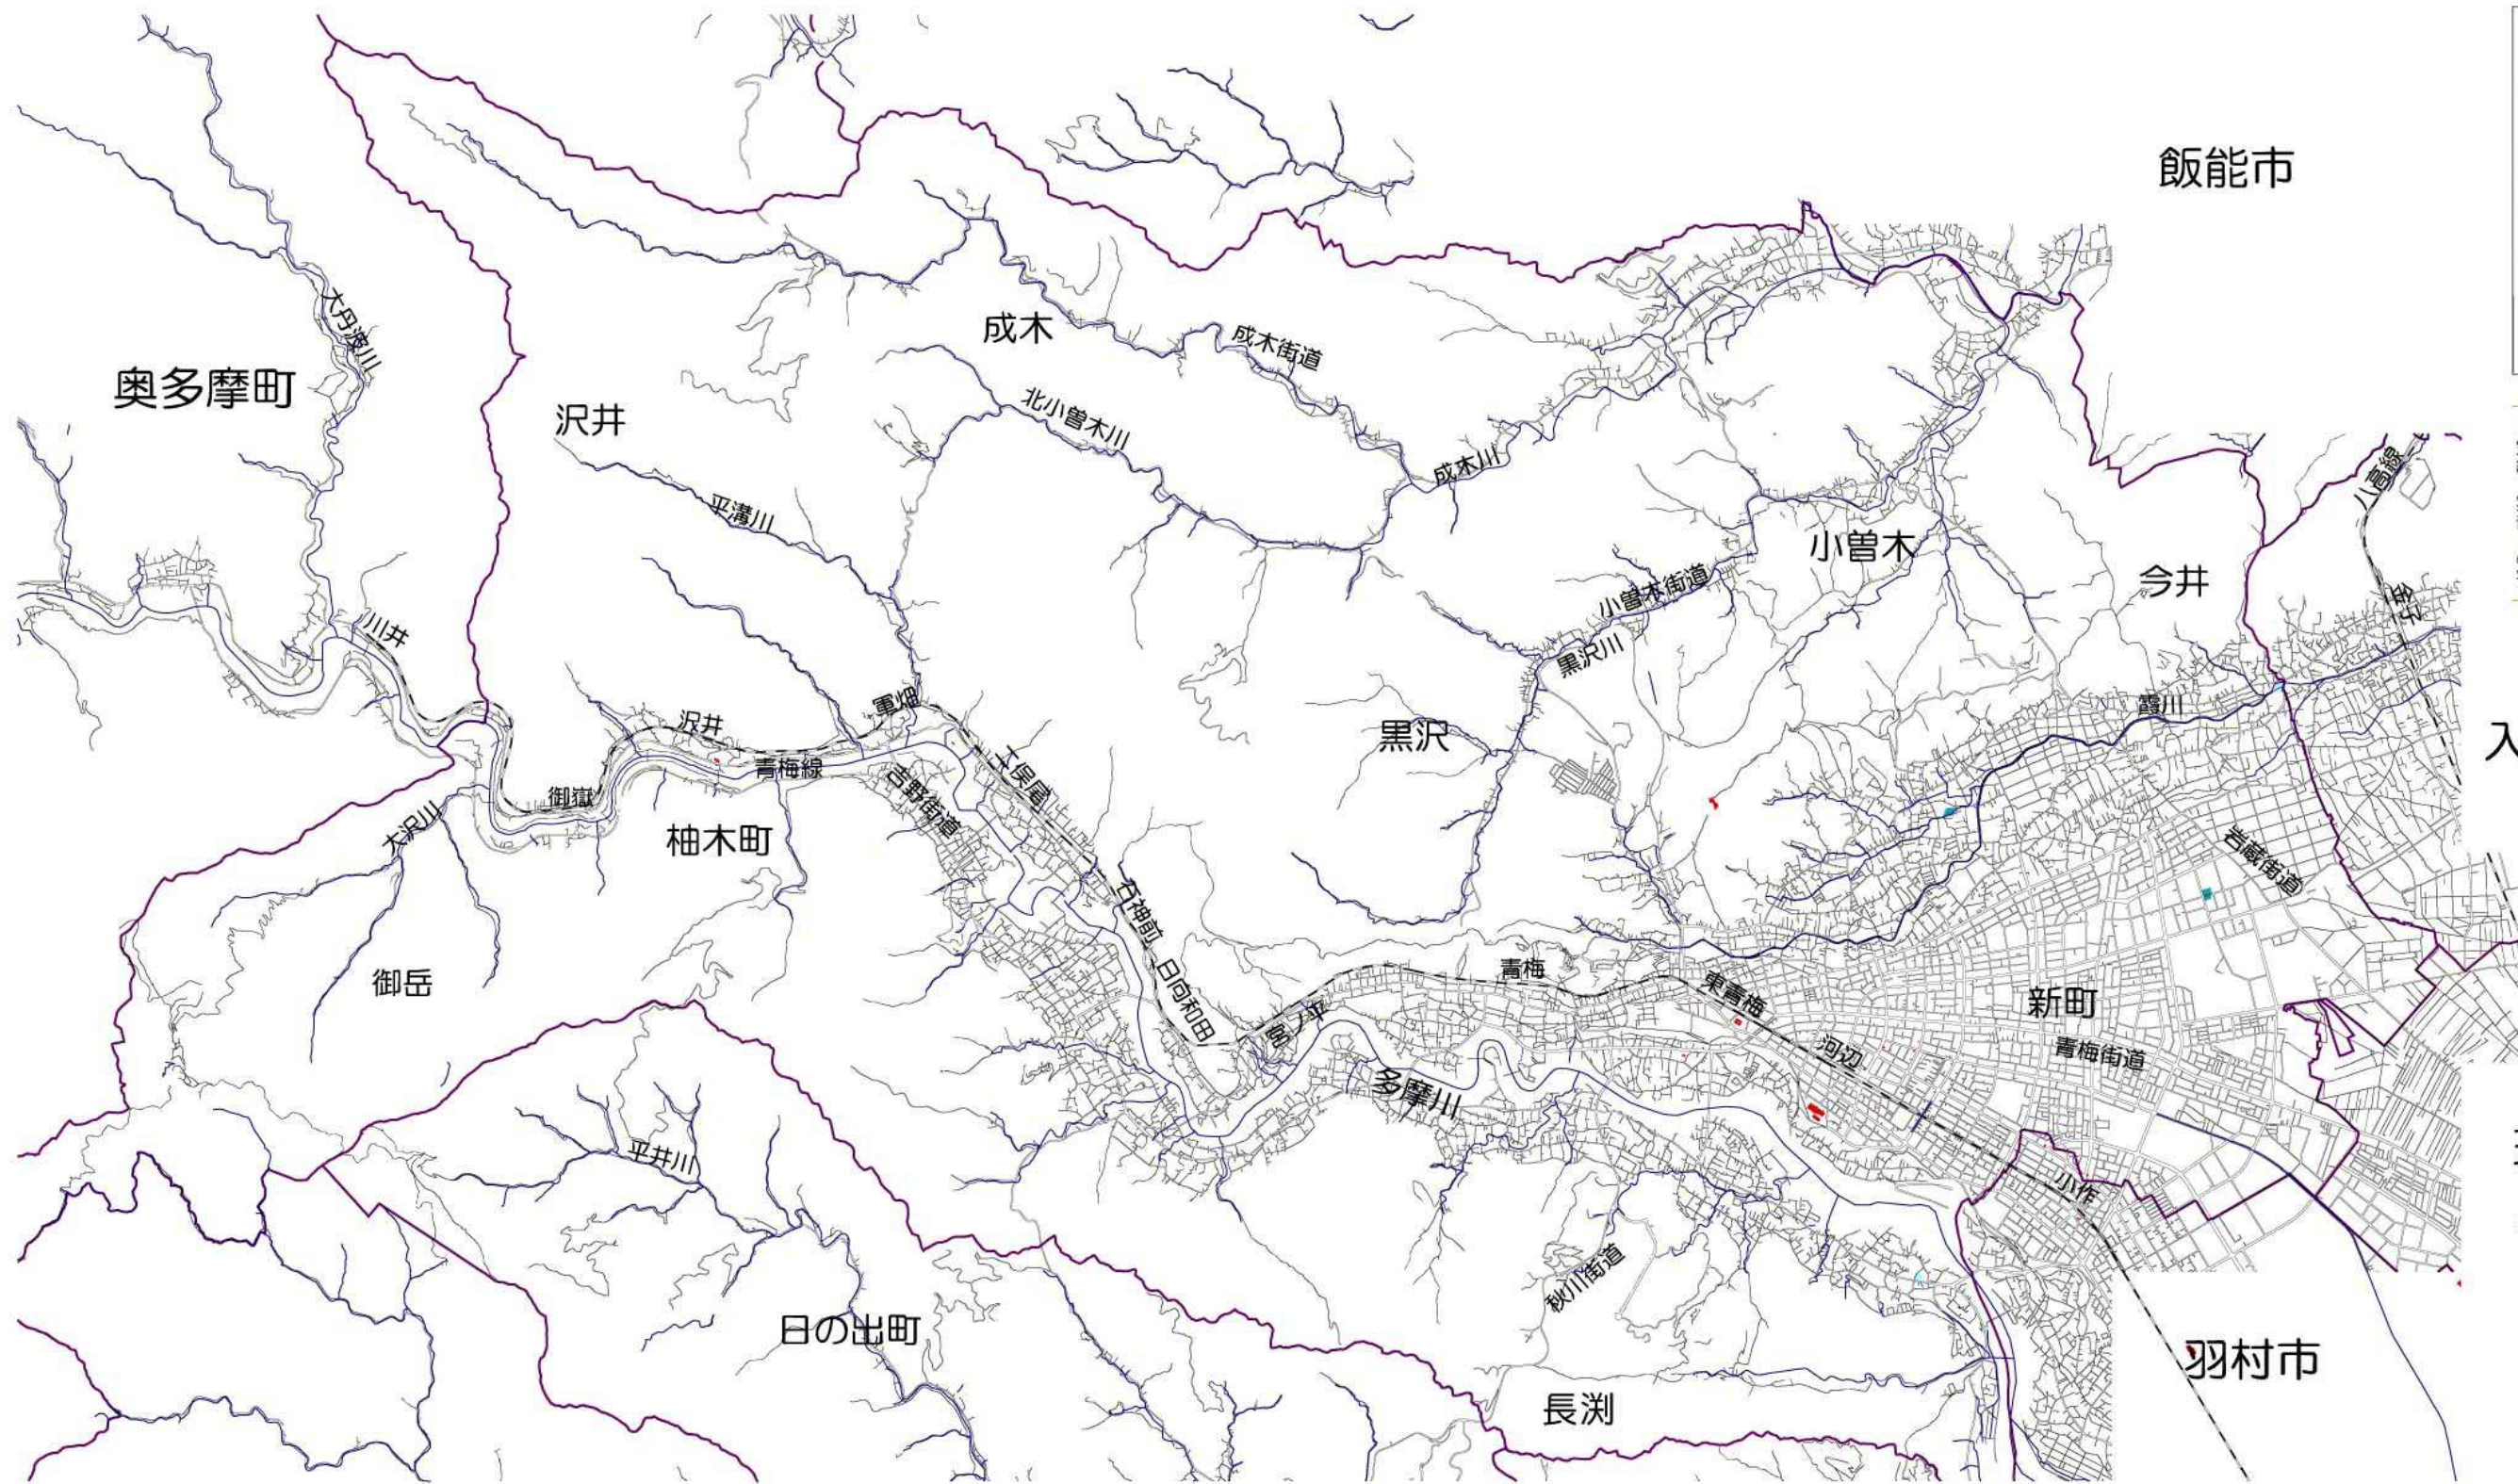 飯能市
大丹波川
成木
成木街道
奥多摩町
沢井
北小曽木川
成木川
八高線
平溝川
小曽木
今井
小曽木街道
金子
川井
黒沢川
軍畑
霞川
沢井
黒沢
入
青梅線
二俣尾
御嶽
吉野街道
大沢川
柚木町
岩蔵街道
石神前
御岳
日向和田
青梅
東青梅
新町
宮ノ平
河辺
青梅街道
多摩川
平井川
小作
秋川街道
日の出町
羽村市
長渕